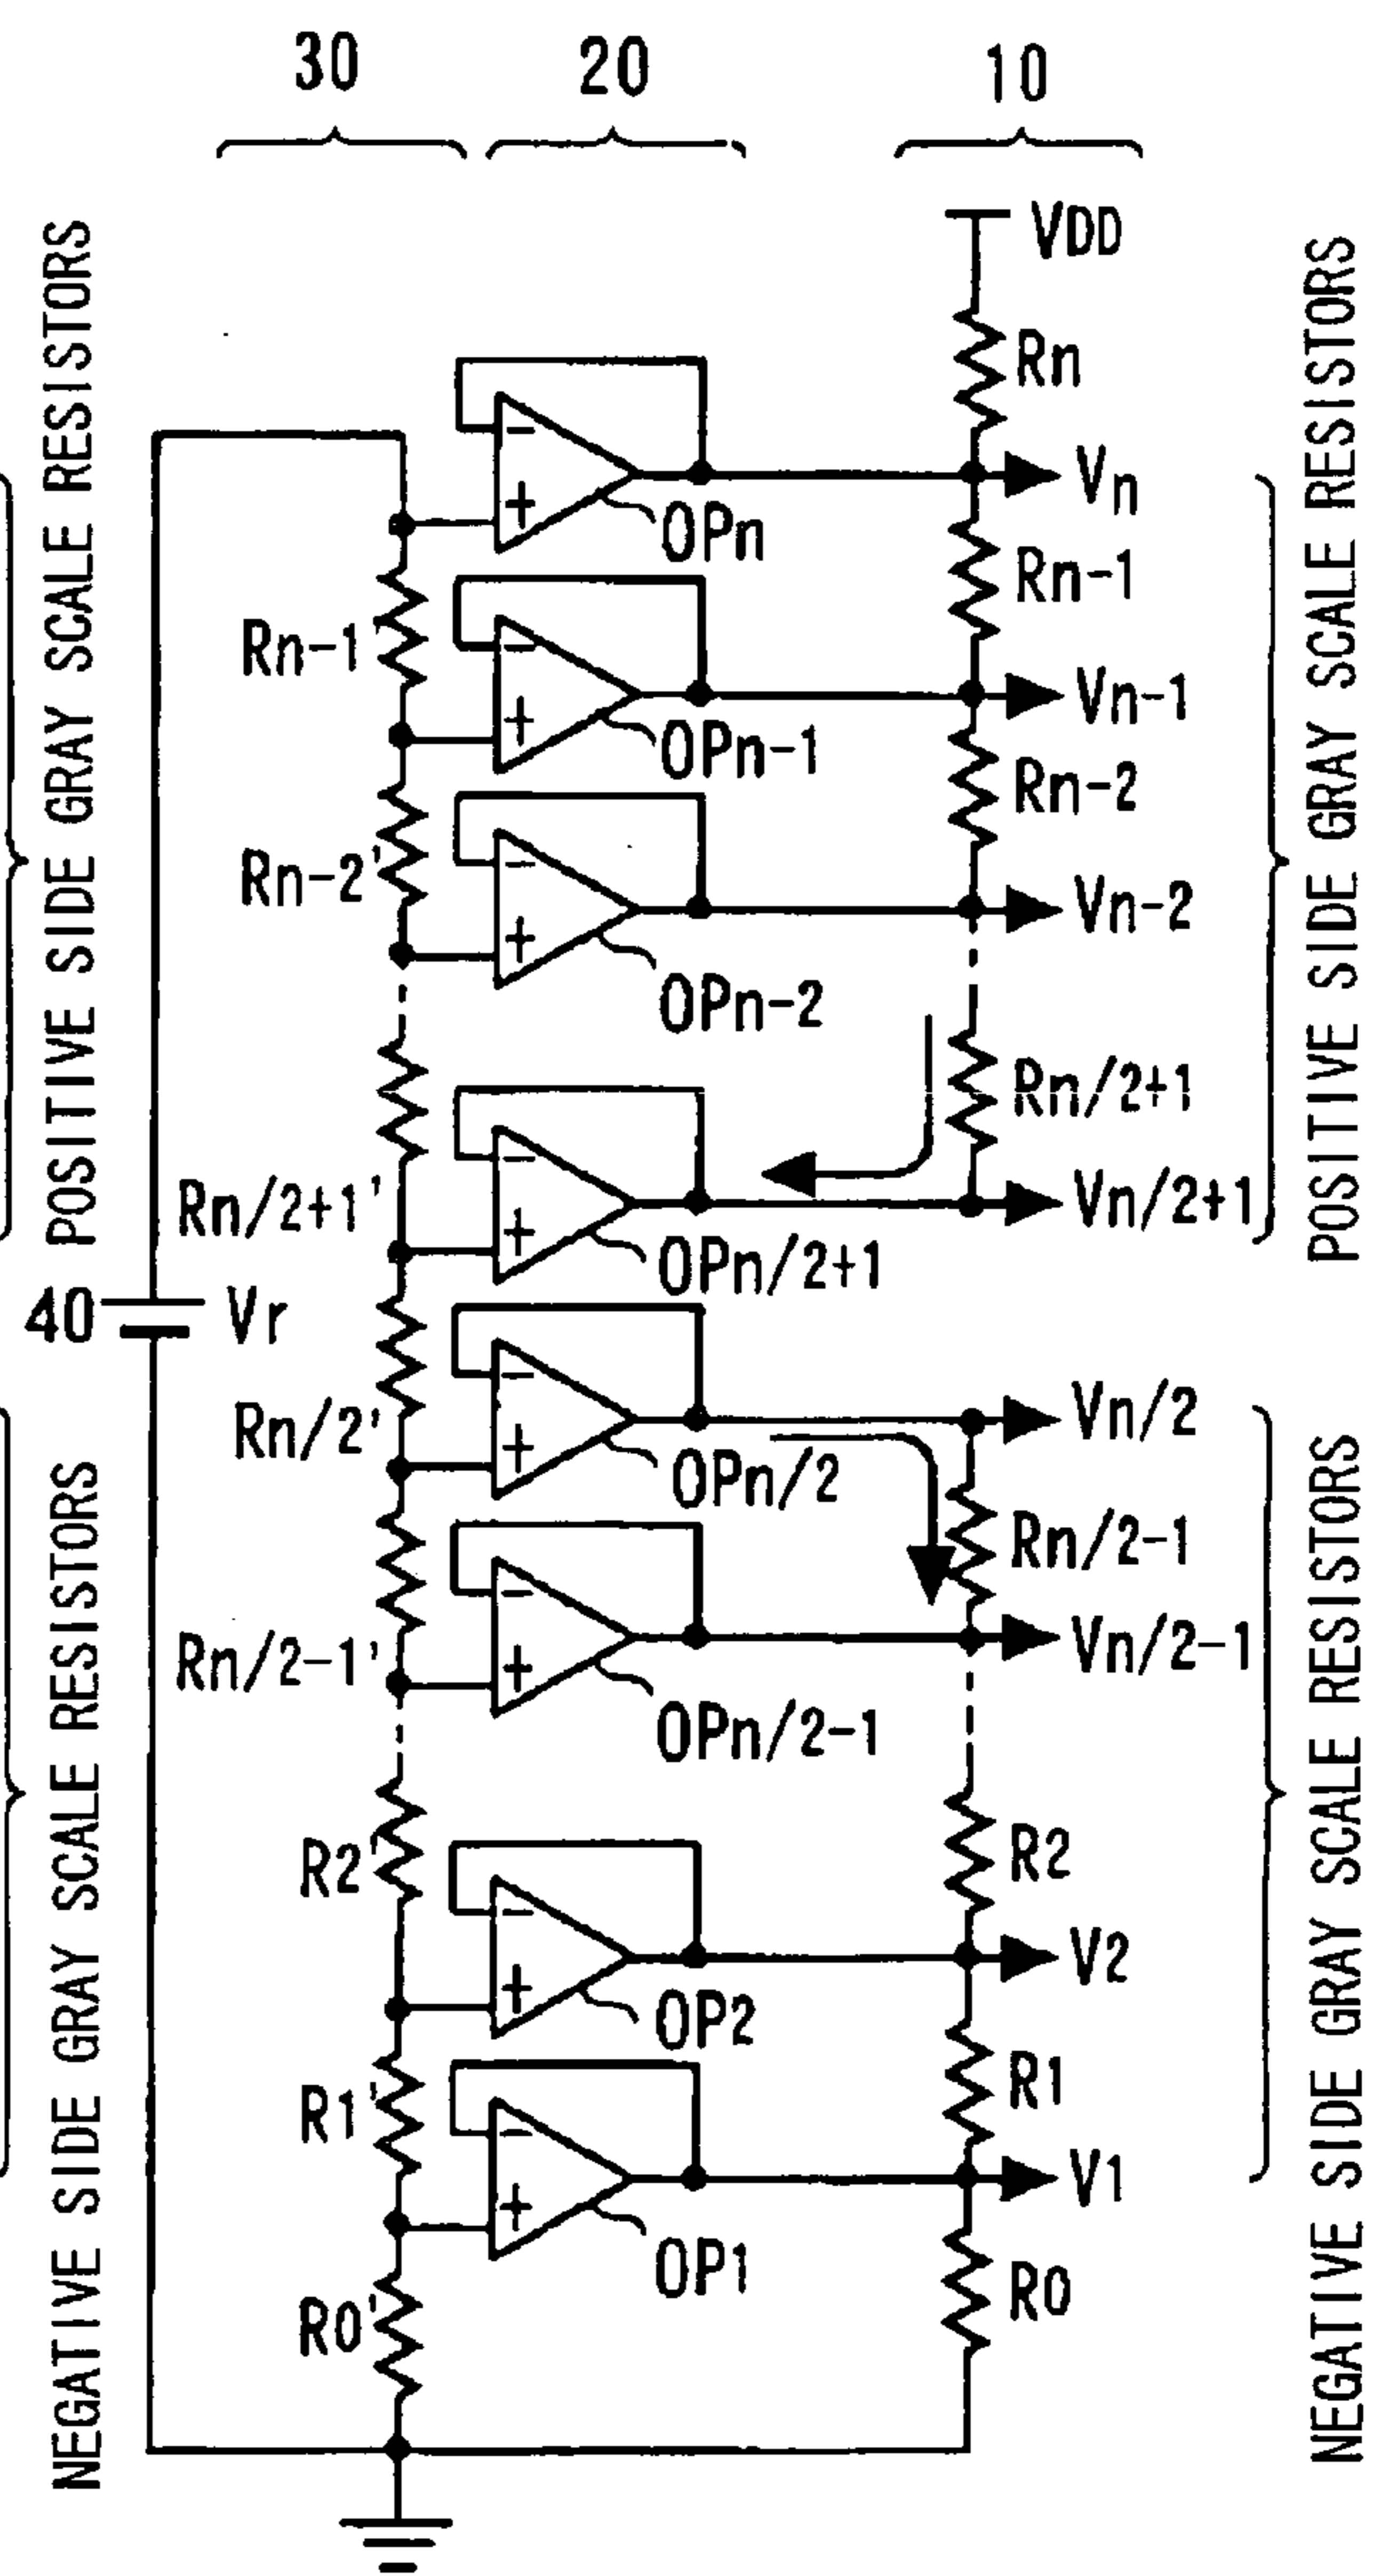 30
20
10
VDD
Rn
Vn
OPn
Rn-1
Rn-1'
Vn-1
OPn-1
Rn-2
Rn-2'
Vn-2
OPn-2
Rn/2+1
Rn/2+1'
Vn/2+1
OPn/2+1
40
Vr
Rn/2'
Vn/2
OPn/2
Rn/2-1
Rn/2-1'
Vn/2-1
OPn/2-1
R2'
R2
V2
OP2
R1'
R1
V1
OP1
R0'
R0
POSITIVE SIDE GRAY SCALE RESISTORS
NEGATIVE SIDE GRAY SCALE RESISTORS
POSITIVE SIDE GRAY SCALE RESISTORS
NEGATIVE SIDE GRAY SCALE RESISTORS